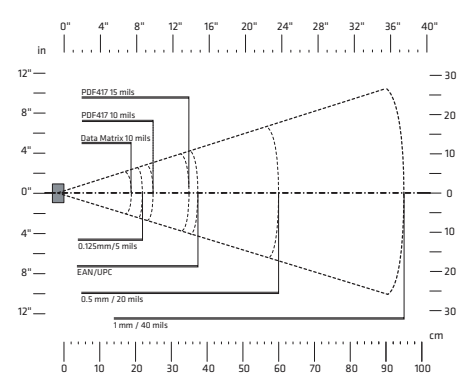 0" 4" 8" 12" 16" 20" 24" 28" 32" 36" 40"
in
12" 30
PDF417 15 mils
8" PDF417 10 mils 20
Data Matrix 10 mils
4" 10
0" 0
4" 10
0.125mm/5 mils
8" EAN/UPC 20
0.5 mm / 20 mils
12" 1 mm / 40 mils 30
cm
0 10 20 30 40 50 60 70 80 90 100